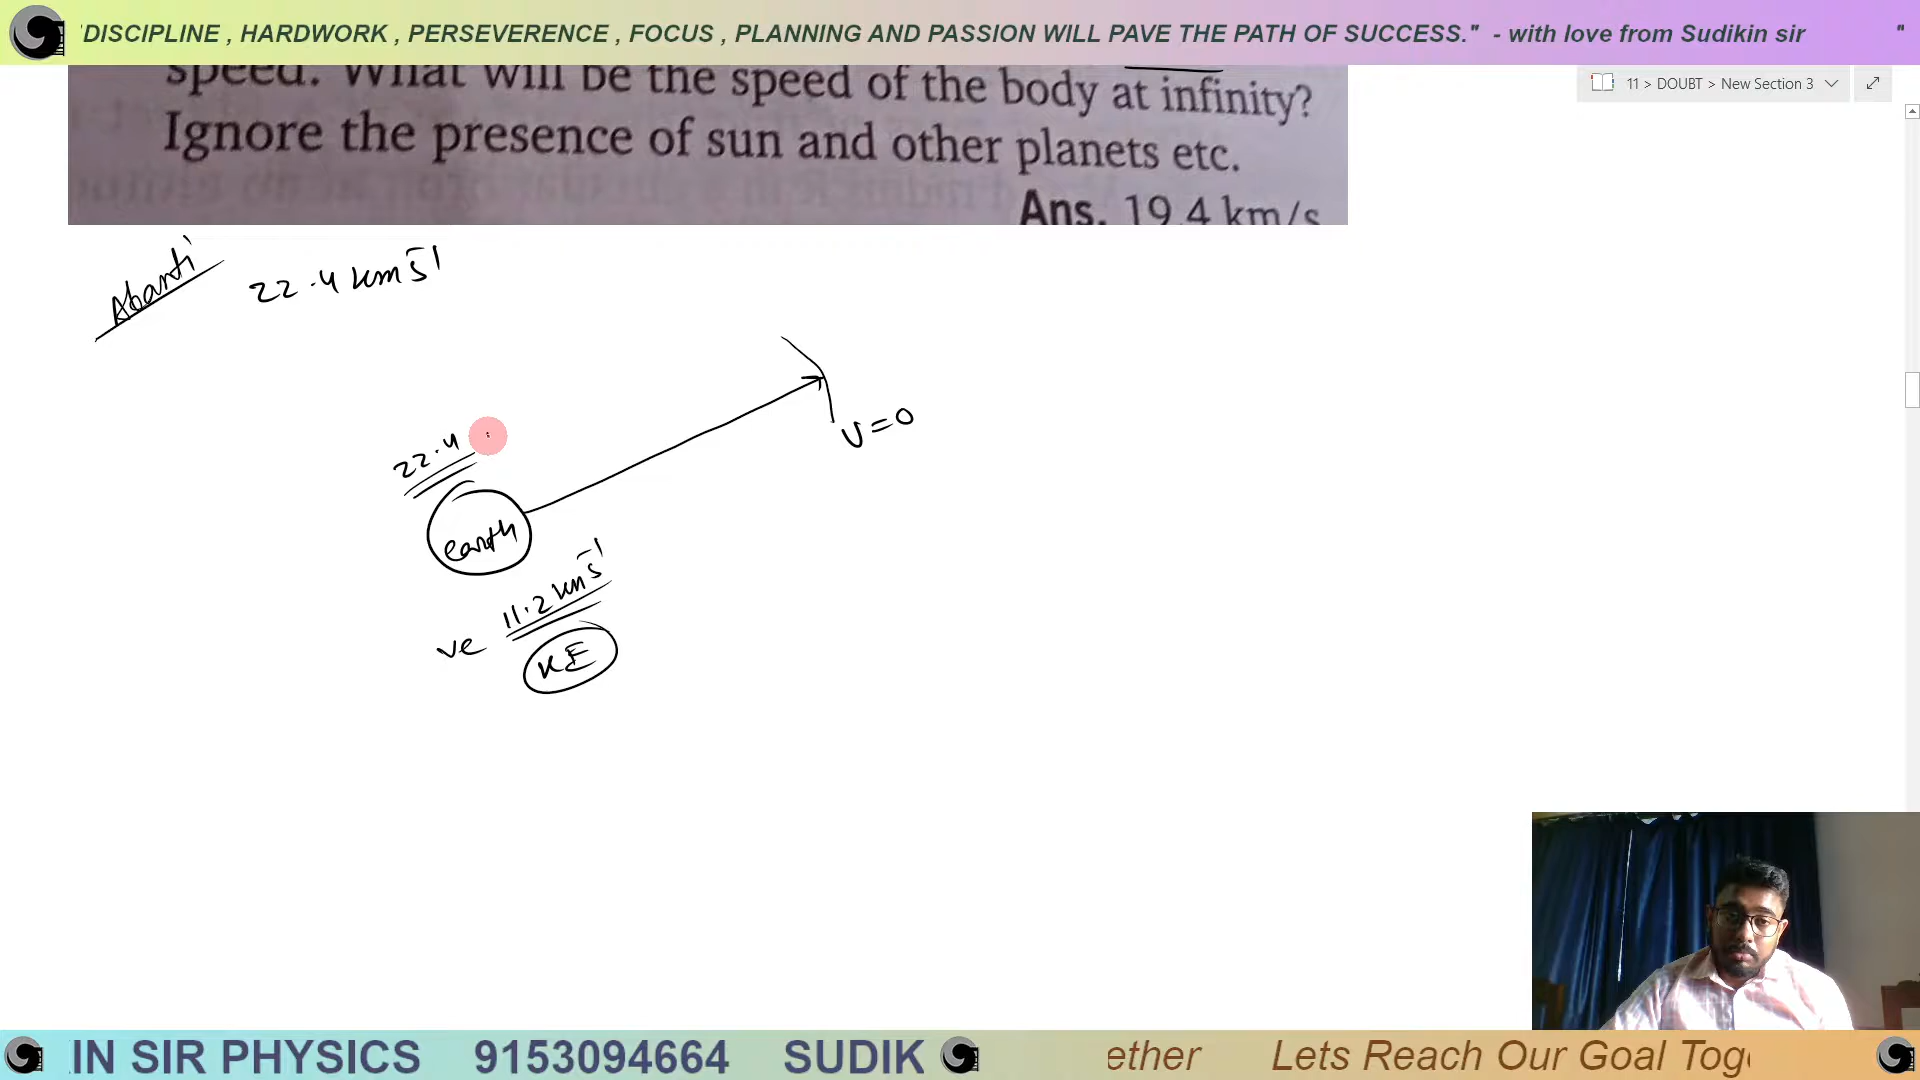 'DISCIPLINE , HARDWORK , PERSEVERENCE , FOCUS , PLANNING AND PASSION WILL PAVE THE PATH OF SUCCESS." - with love from Sudikin sir "
11 > DOUBT > New Section 3
speed. What will be the speed of the body at infinity?
Ignore the presence of sun and other planets etc.
Ans. 19.4 km/s
Abanti
22.4 km s⁻¹
v = 0
22.4
earth
11.2 km s⁻¹
ve
KE
IN SIR PHYSICS 9153094664 SUDIK
ether Lets Reach Our Goal Tog